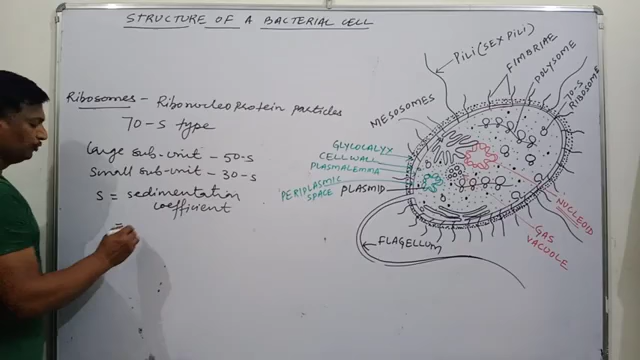 STRUCTURE OF A BACTERIAL CELL
Ribosomes - Ribonucleoprotein particles
70-S type
Large sub-unit - 50-S
Small sub-unit - 30-S
S = sedimentation
coefficient
=
PILI (SEX PILI)
FIMBRIAE
POLYSOME
70-S
RIBOSOME
MESOSOMES
GLYCOCALYX
CELL WALL
PLASMALEMMA
PERIPLASMIC
SPACE
PLASMID
FLAGELLUM
NUCLEOID
GAS
VACUOLE